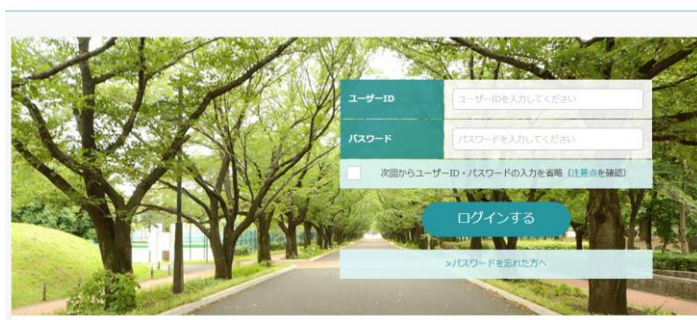 ユーザーID
ユーザーIDを入力してください
パスワード
パスワードを入力してください
次回からユーザーID・パスワードの入力を省略（注意点を確認）
ログインする
>パスワードを忘れた方へ